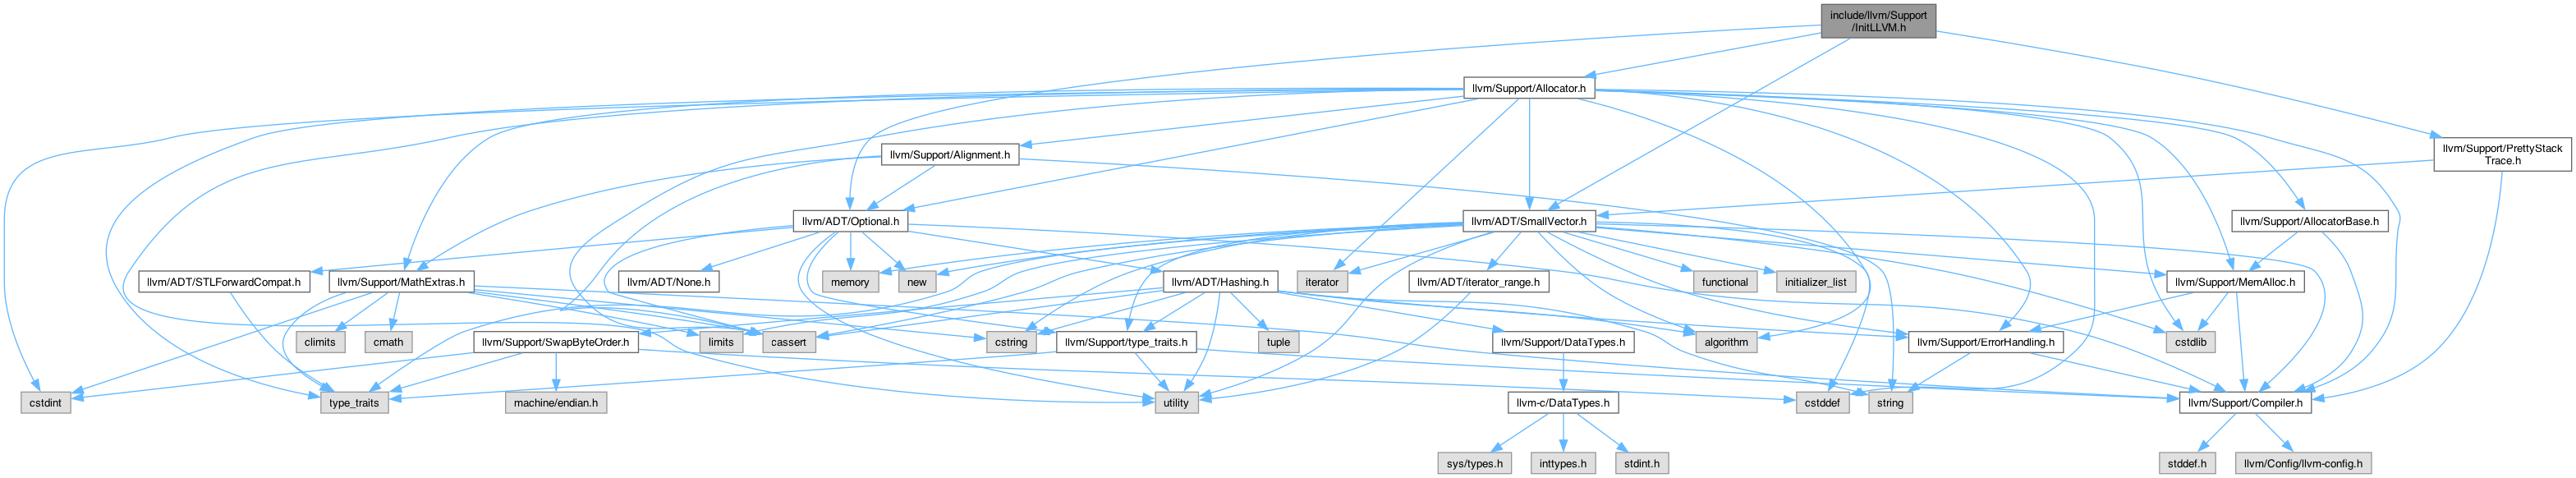 include/llvm/Support
/InitLLVM.h
llvm/Support/Allocator.h
llvm/Support/Alignment.h
llvm/Support/PrettyStack
Trace.h
llvm/ADT/Optional.h
llvm/ADT/SmallVector.h
llvm/Support/AllocatorBase.h
llvm/ADT/STLForwardCompat.h
llvm/Support/MathExtras.h
llvm/ADT/None.h
memory
new
llvm/ADT/Hashing.h
iterator
llvm/ADT/iterator_range.h
functional
initializer_list
llvm/Support/MemAlloc.h
climits
cmath
llvm/Support/SwapByteOrder.h
limits
cassert
cstring
llvm/Support/type_traits.h
tuple
llvm/Support/DataTypes.h
algorithm
llvm/Support/ErrorHandling.h
cstdlib
cstdint
type_traits
machine/endian.h
utility
llvm-c/DataTypes.h
cstddef
string
llvm/Support/Compiler.h
sys/types.h
inttypes.h
stdint.h
stddef.h
llvm/Config/llvm-config.h